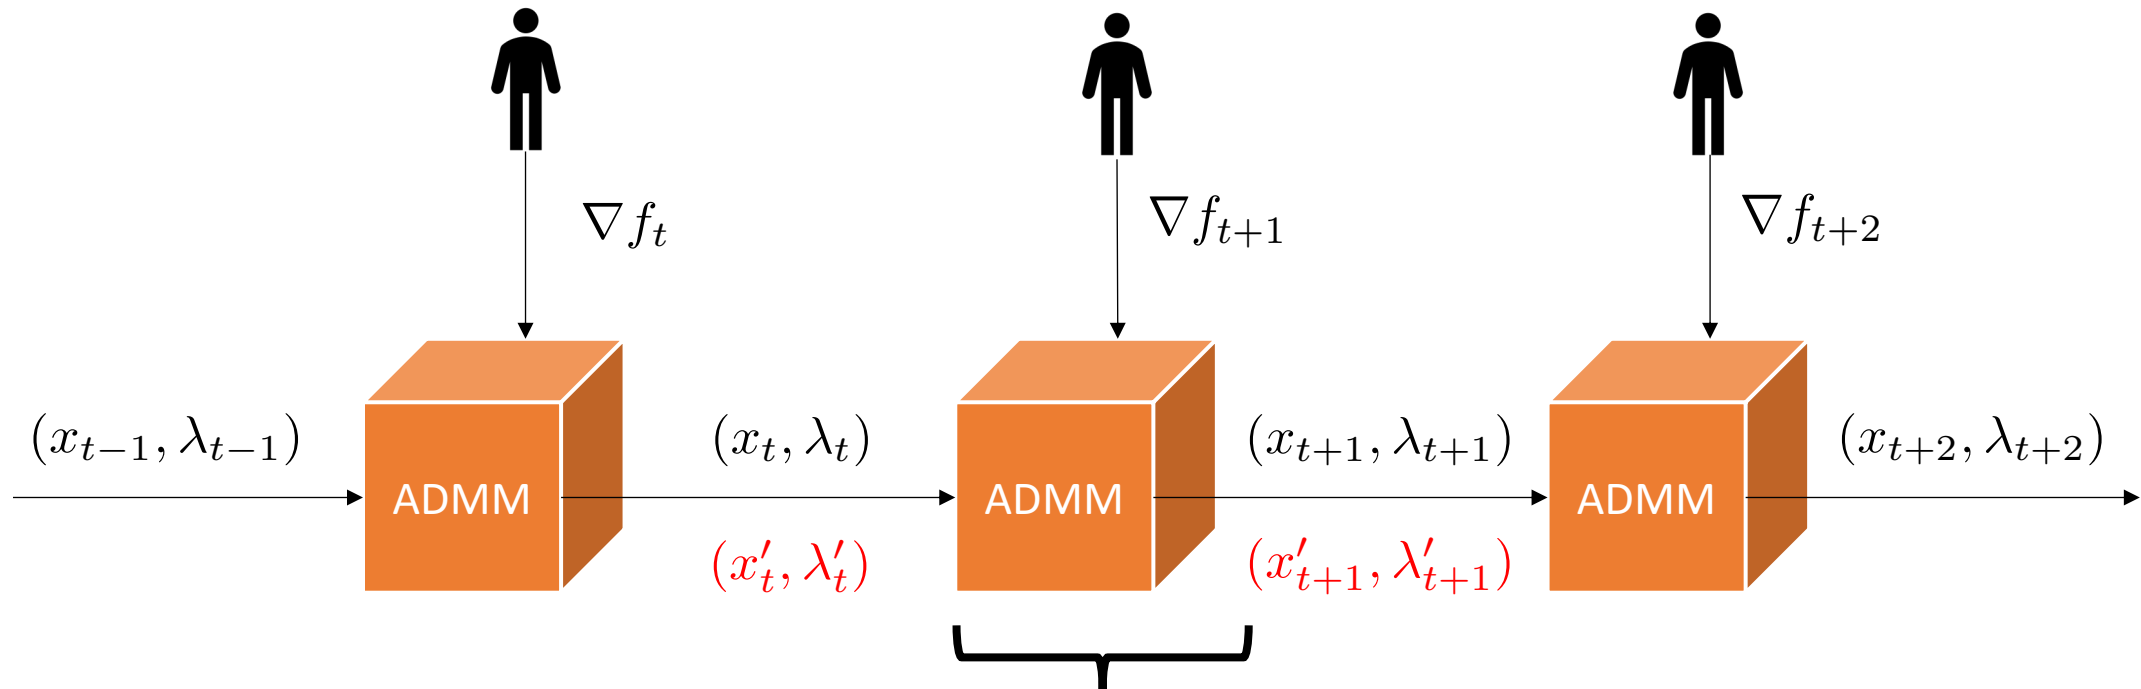 ∇f_t ∇f_{t+1} ∇f_{t+2}
(x_{t−1}, λ_{t−1}) (x_t, λ_t) (x_{t+1}, λ_{t+1}) (x_{t+2}, λ_{t+2})
ADMM ADMM ADMM
(x′_t, λ′_t) (x′_{t+1}, λ′_{t+1})